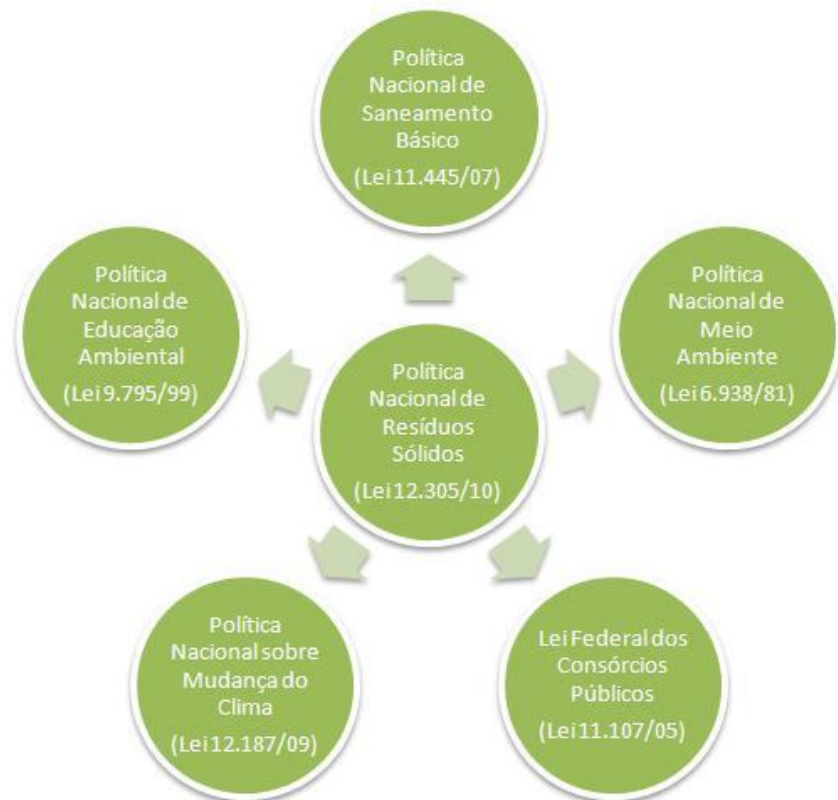 Política
Nacional de
Saneamento
Básico
(Lei 11.445/07)
Política
Nacional de
Educação
Ambiental
(Lei 9.795/99)
Política
Nacional de
Meio
Ambiente
(Lei 6.938/81)
Política
Nacional de
Resíduos
Sólidos
(Lei 12.305/10)
Política
Nacional sobre
Mudança do
Clima
(Lei 12.187/09)
Lei Federal dos
Consórcios
Públicos
(Lei 11.107/05)